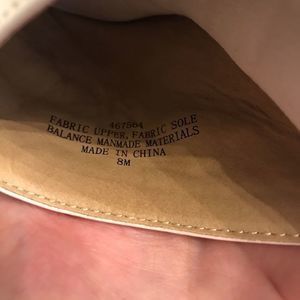 467564
FABRIC UPPER, FABRIC SOLE
BALANCE MANMADE MATERIALS
MADE IN CHINA
8M